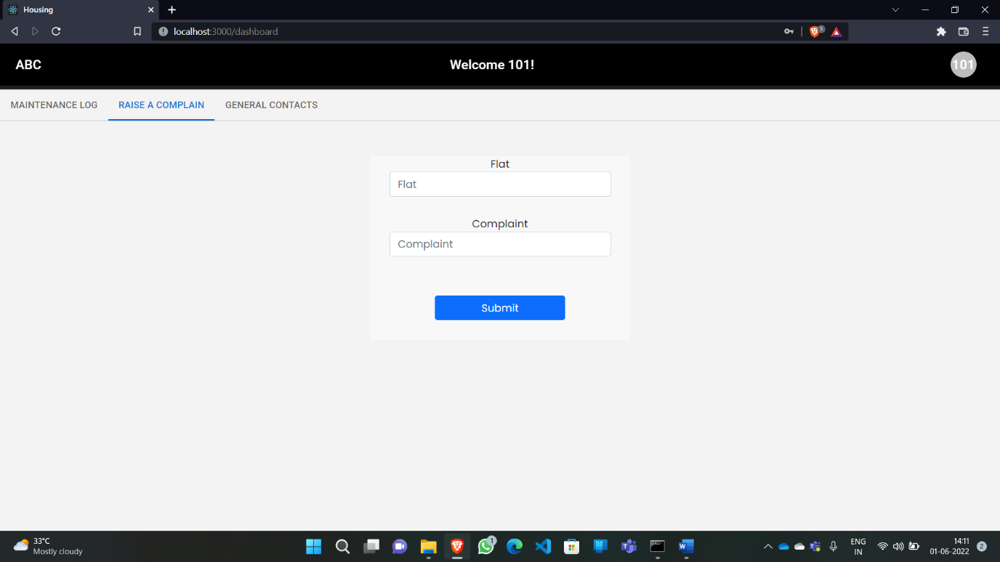 Housing
localhost:3000/dashboard
3
ABC
Welcome 101!
101
MAINTENANCE LOG
RAISE A COMPLAIN
GENERAL CONTACTS
Flat
Flat
Complaint
Complaint
Submit
33°C
Mostly cloudy
1
ENG
IN
14:11
01-06-2022
2